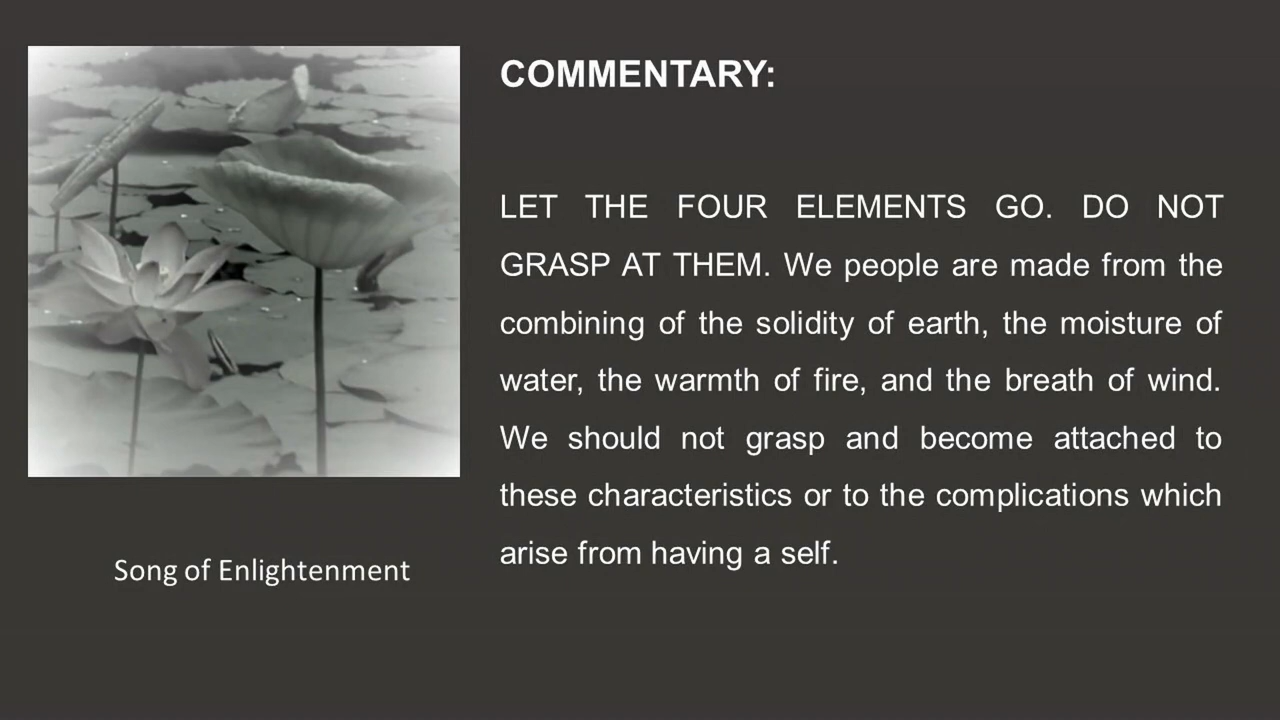 COMMENTARY:
LET THE FOUR ELEMENTS GO. DO NOT
GRASP AT THEM. We people are made from the
combining of the solidity of earth, the moisture of
water, the warmth of fire, and the breath of wind.
We should not grasp and become attached to
these characteristics or to the complications which
arise from having a self.
Song of Enlightenment